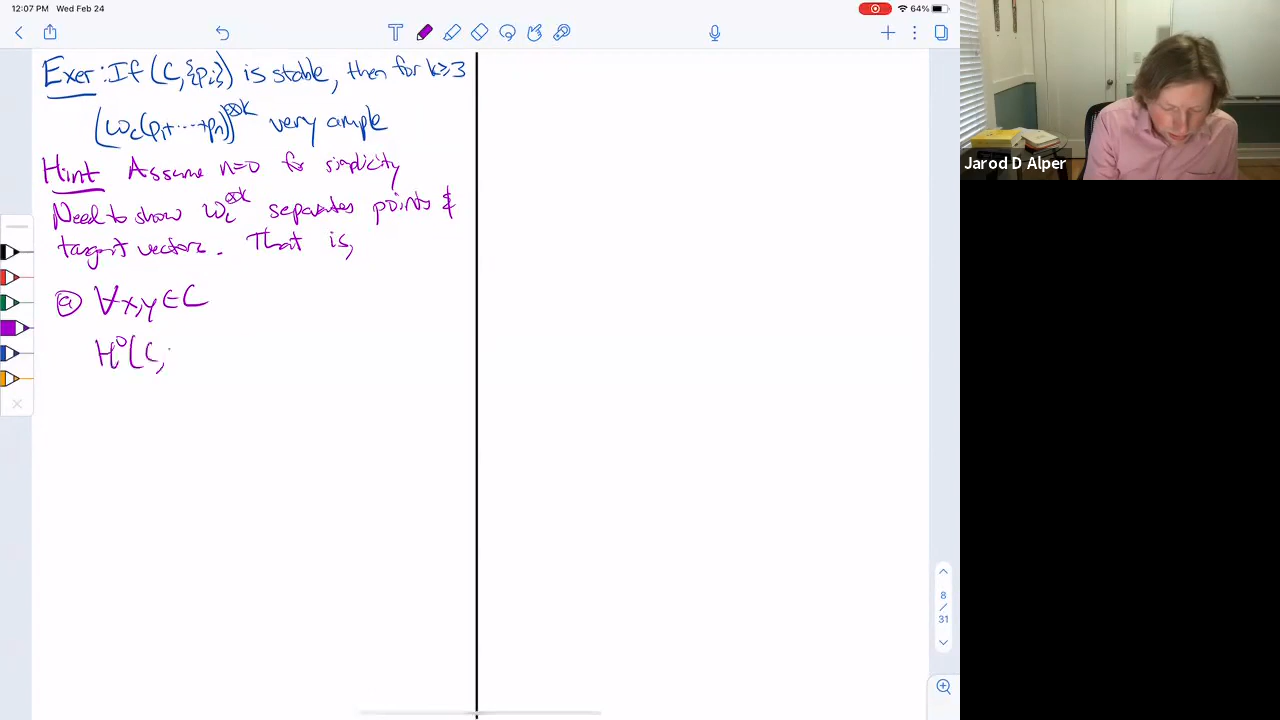 12:07 PM Wed Feb 24
64%
Exer: If (C, {pᵢ}) is stable, then for k≥3
(ω_C(p₁+⋯+pₙ))^⊗k very ample
Hint Assume n=0 for simplicity
Need to show ω_C^⊗k separates points &
tangent vectors. That is,
ⓐ ∀x,y ∈ C
H⁰(C,
Jarod D Alper
8
/
31